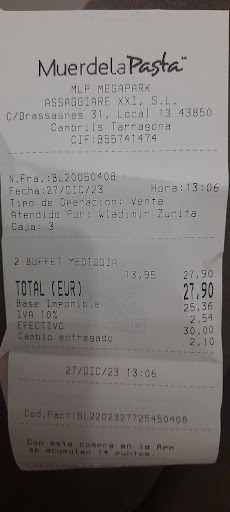 MuerdelaPasta
MLP MEGAPARK
ASSAGGIARE XXI, S.L.
C/Drassasnes 31, Local 13 43850
Cambrils Tarragona
CIF:B55741474
N.Fra.:BL20050408
Fecha:27/DIC/23 Hora:13:06
Tipo de Operacion: Venta
Atendido Por: Wladimir Zurita
Caja: 3
2 BUFFET MEDIODIA
13,95 27,90
TOTAL (EUR) 27,90
Base Imponible 25,36
IVA 10% 2,54
EFECTIVO 30,00
Cambio entregado 2,10
27/DIC/23 13:06
Cod.Fact:BL2202327725450408
Con esta compra en la App
se acumulan 14 puntos.